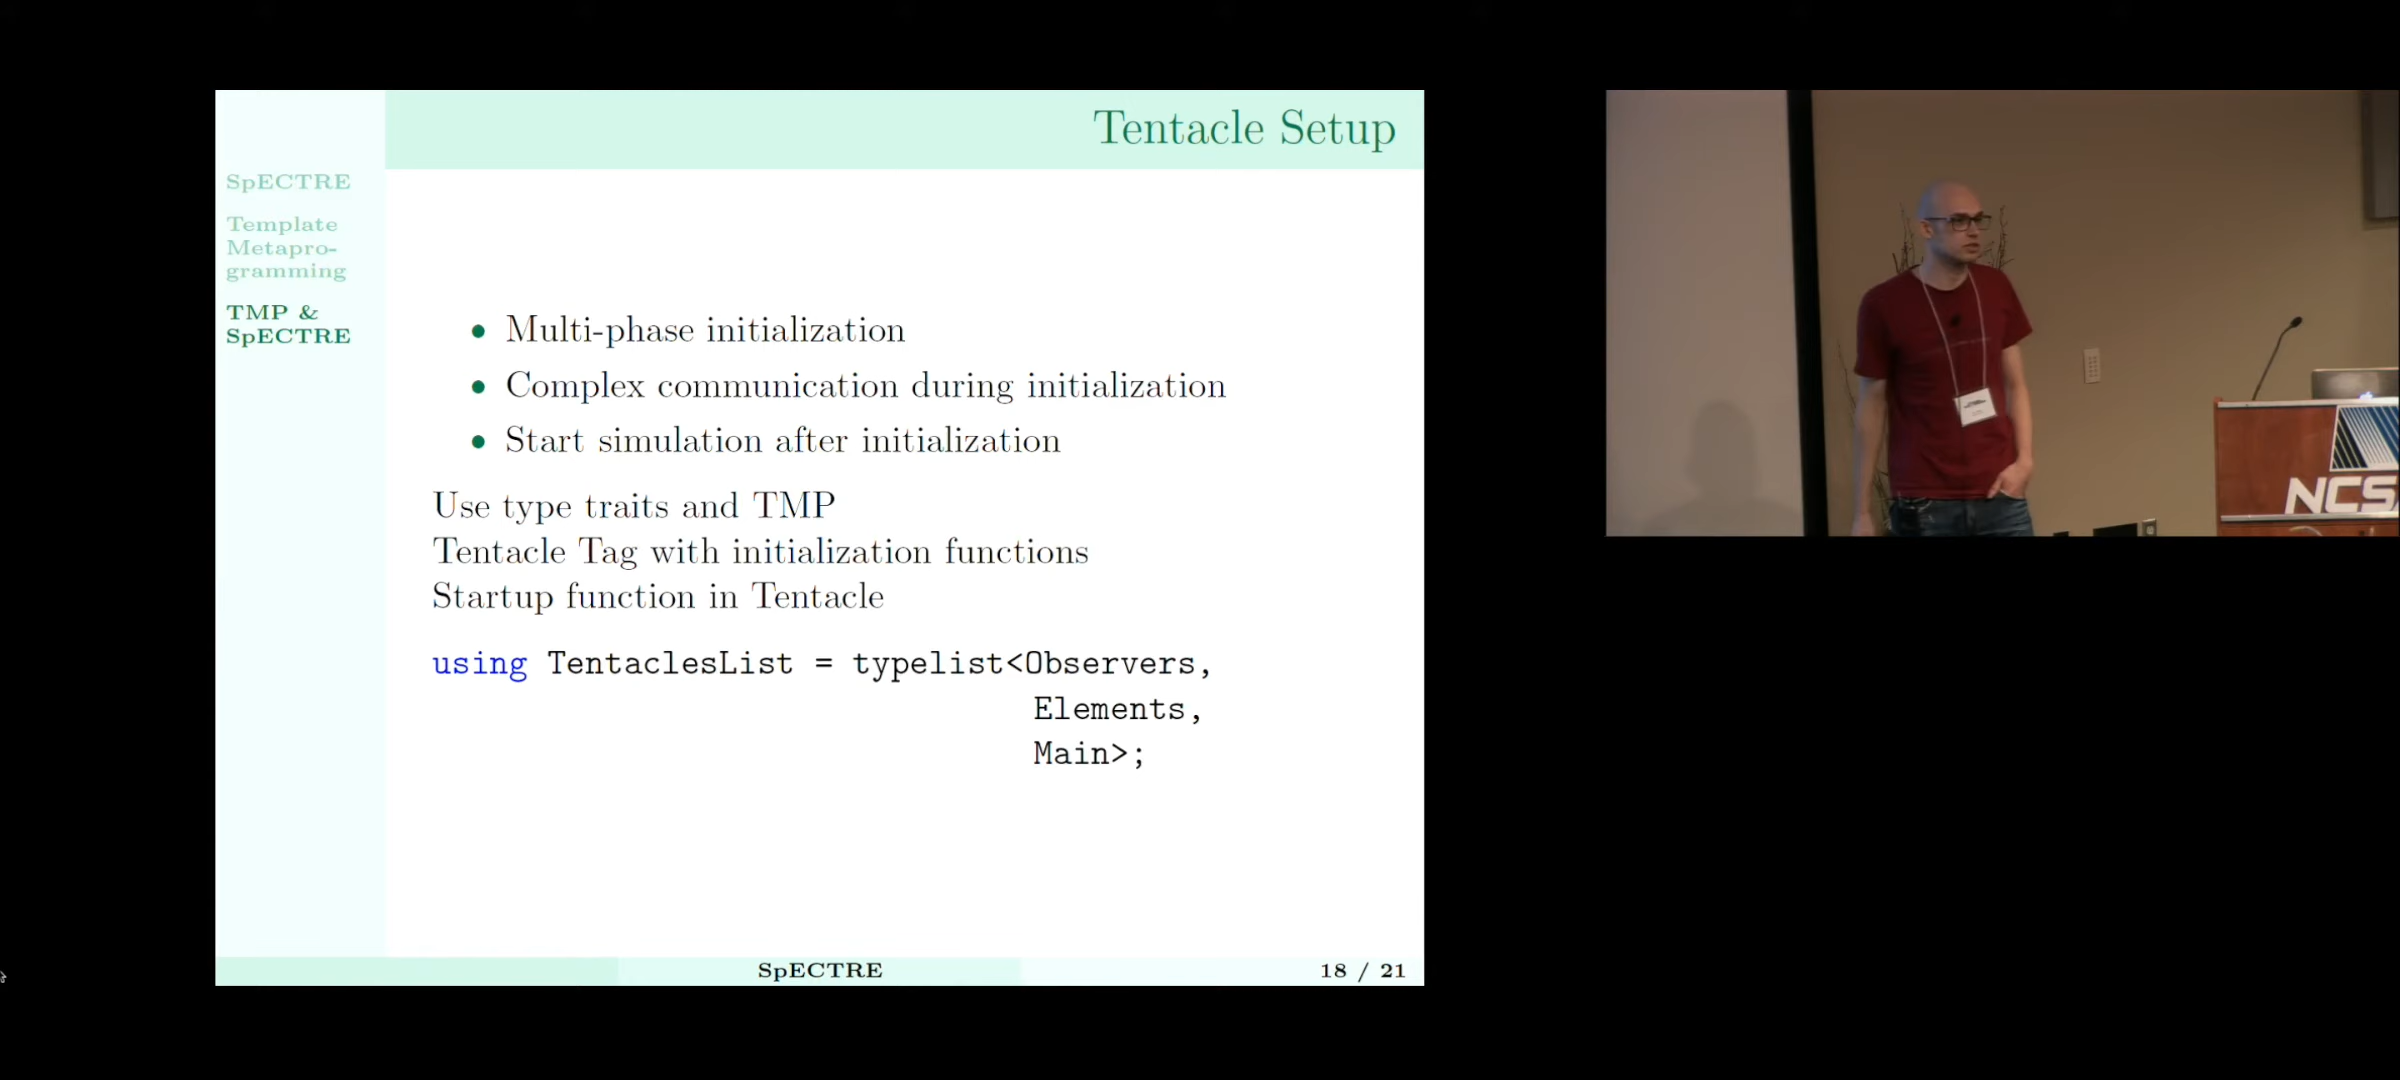 Tentacle Setup
SpECTRE
Template
Metapro-
gramming
TMP &
SpECTRE
• Multi-phase initialization
• Complex communication during initialization
• Start simulation after initialization
Use type traits and TMP
Tentacle Tag with initialization functions
Startup function in Tentacle
using TentaclesList = typelist<Observers,
Elements,
Main>;
SpECTRE
18 / 21
NCS